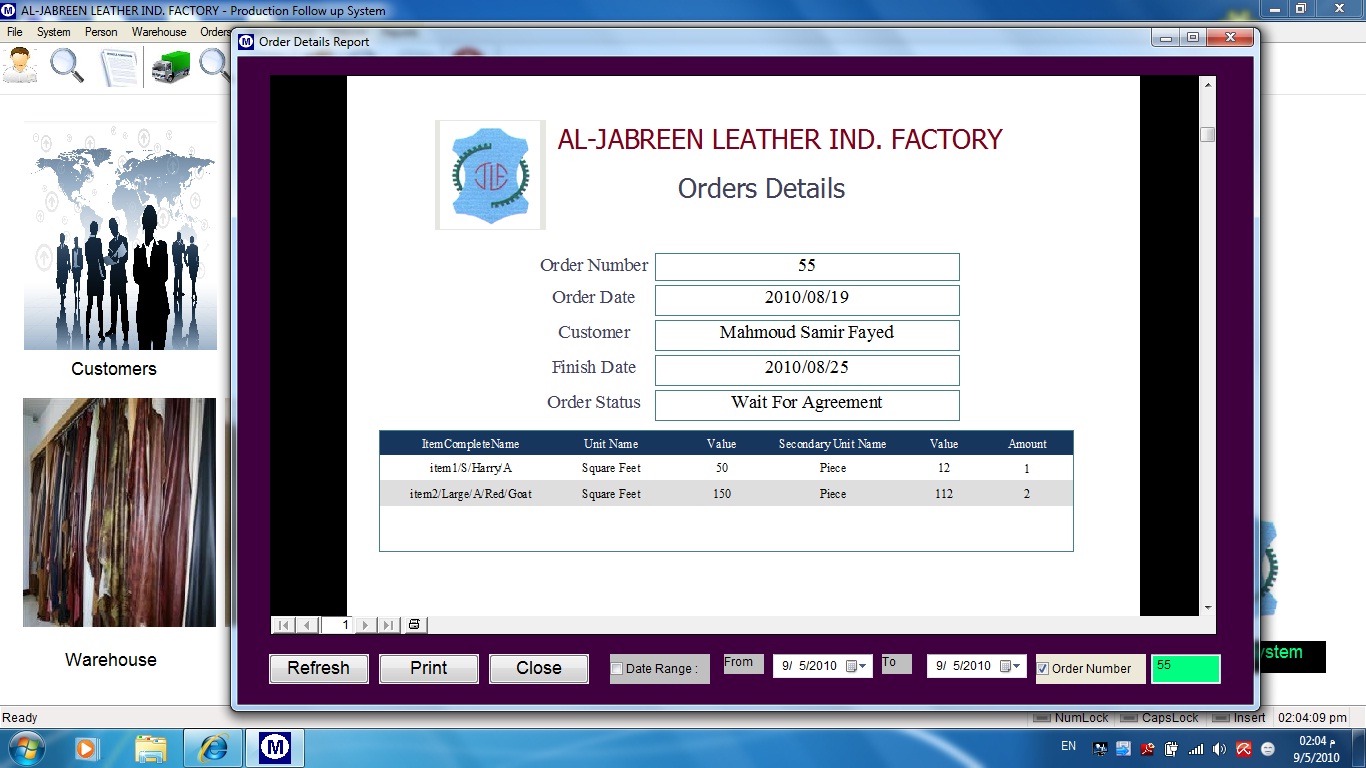 AL-JABREEN LEATHER IND. FACTORY - Production Follow up System
File System Person Warehouse Orders
Order Details Report
AL-JABREEN LEATHER IND. FACTORY
Orders Details
JLF
Order Number 55
Order Date 2010/08/19
Customer Mahmoud Samir Fayed
Finish Date 2010/08/25
Order Status Wait For Agreement
ItemCompleteName Unit Name Value Secondary Unit Name Value Amount
item1/S/Harry/A Square Feet 50 Piece 12 1
item2/Large/A/Red/Goat Square Feet 150 Piece 112 2
Customers
Warehouse
1
Refresh Print Close Date Range : From 9/ 5/2010 To 9/ 5/2010 Order Number 55
ystem
Ready NumLock CapsLock Insert 02:04:09 pm
EN 02:04 م
9/5/2010